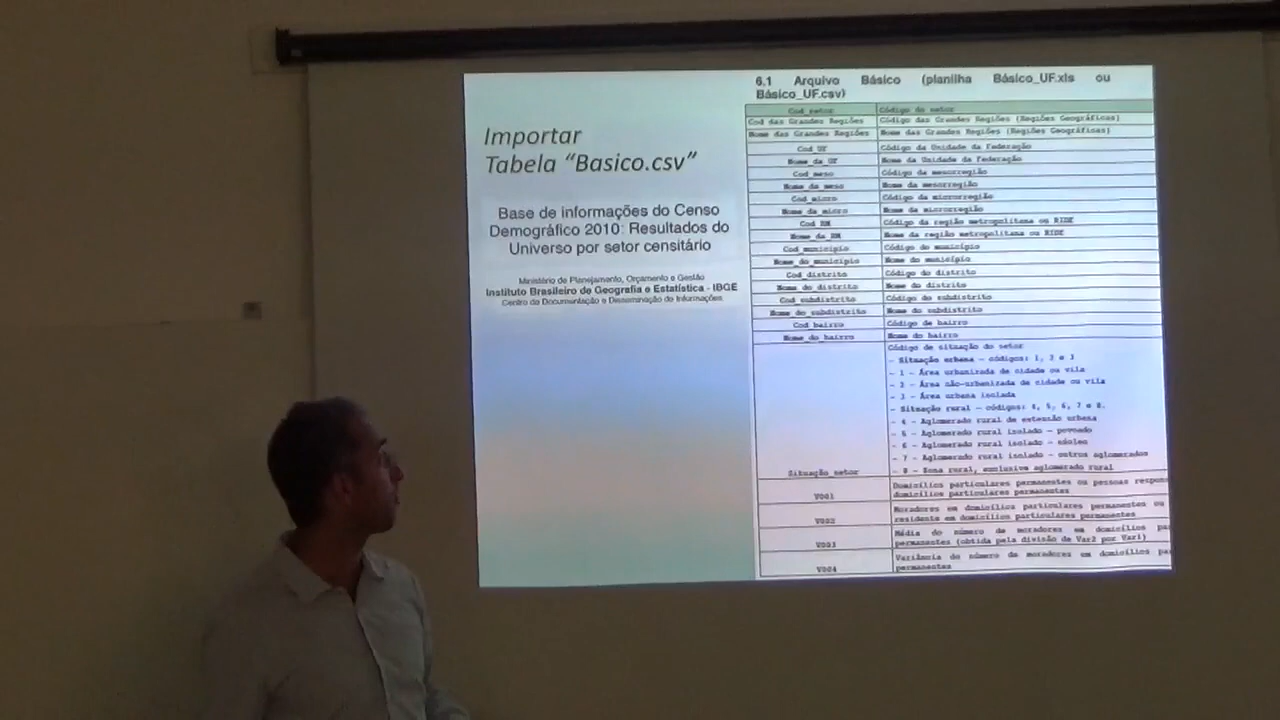 Importar
Tabela “Basico.csv”
Base de informações do Censo
Demográfico 2010: Resultados do
Universo por setor censitário
Ministério de Planejamento, Orçamento e Gestão
Instituto Brasileiro de Geografia e Estatística - IBGE
Centro de Documentação e Disseminação de Informações
6.1 Arquivo Básico (planilha Básico_UF.xls ou
Básico_UF.csv)
Cod_setor Código do setor
Cod das Grandes Regiões Código das Grandes Regiões (Regiões Geográficas)
Nome das Grandes Regiões Nome das Grandes Regiões (Regiões Geográficas)
Cod_UF Código da Unidade da Federação
Nome_da_UF Nome da Unidade da Federação
Cod_meso Código da mesorregião
Nome_da_meso Nome da mesorregião
Cod_micro Código da microrregião
Nome_da_micro Nome da microrregião
Cod_RM Código da região metropolitana ou RIDE
Nome_da_RM Nome da região metropolitana ou RIDE
Cod_município Código do município
Nome_do_município Nome do município
Cod_distrito Código do distrito
Nome_do_distrito Nome do distrito
Cod_subdistrito Código do subdistrito
Nome_do_subdistrito Nome do subdistrito
Cod_bairro Código de bairro
Nome_do_bairro Nome do bairro
Código de situação do setor
- Situação urbana – códigos: 1, 2 e 3
- 1 - Área urbanizada de cidade ou vila
- 2 - Área não-urbanizada de cidade ou vila
- 3 - Área urbana isolada
- Situação rural – códigos: 4, 5, 6, 7 e 8.
- 4 - Aglomerado rural de extensão urbana
- 5 - Aglomerado rural isolado – povoado
- 6 - Aglomerado rural isolado – núcleo
- 7 - Aglomerado rural isolado – outros aglomerados
Situação_setor - 8 - Zona rural, exclusive aglomerado rural
Domicílios particulares permanentes ou pessoas respon
V001 domicílios particulares permanentes
Moradores em domicílios particulares permanentes ou
V002 residente em domicílios particulares permanentes
Média do número de moradores em domicílios pa
V003 permanentes (obtida pela divisão de Var2 por Var1)
Variância do número de moradores em domicílios pa
V004 permanentes